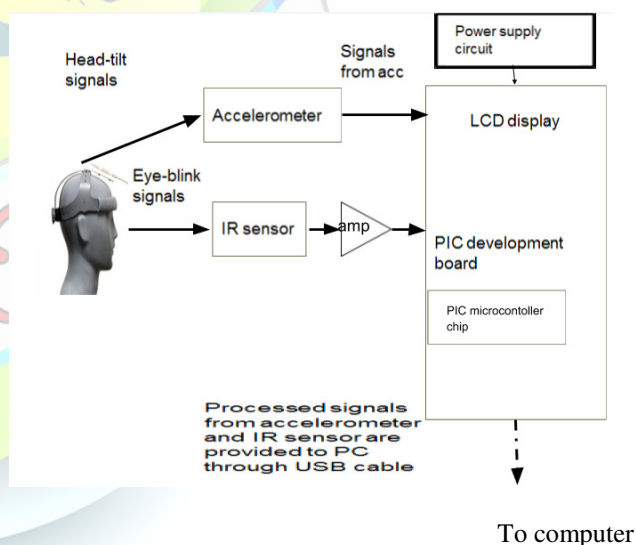 Power supply
circuit
Head-tilt
signals
Signals
from acc
Accelerometer
LCD display
Eye-blink
signals
IR sensor
amp
PIC development
board
PIC microcontoller
chip
Processed signals
from accelerometer
and IR sensor are
provided to PC
through USB cable
To computer